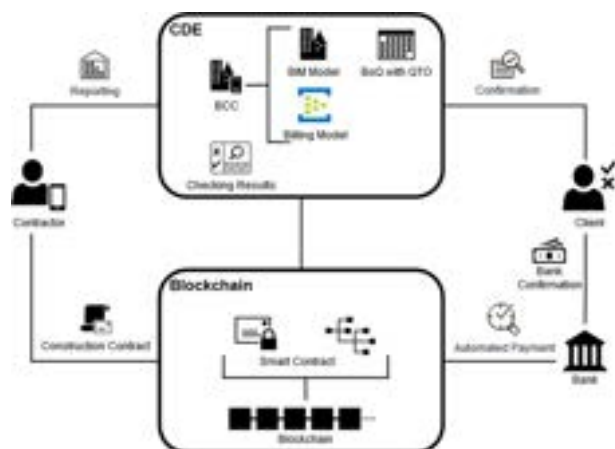 CDE
BIM Model
BoQ with QTO
Reporting
Confirmation
BCC
Billing Model
Checking Results
Contractor
Client
Bank
Confirmation
Blockchain
Construction Contract
Smart Contract
Automated Payment
Bank
Blockchain